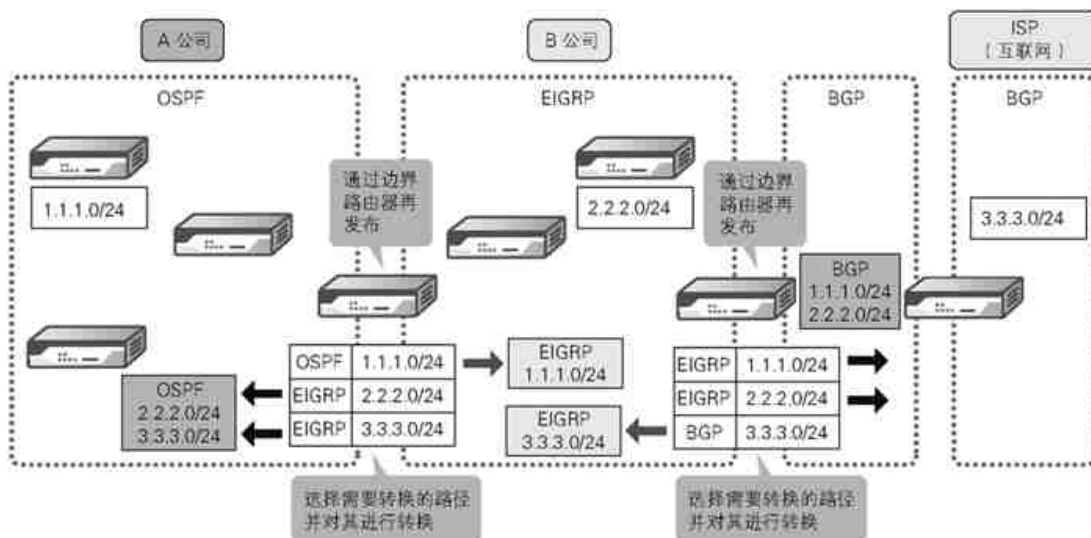 A 公司
B 公司
ISP
（互联网）
OSPF
EIGRP
BGP
BGP
1.1.1.0/24
通过边界
路由器再
发布
2.2.2.0/24
通过边界
路由器再
发布
3.3.3.0/24
BGP
1.1.1.0/24
2.2.2.0/24
OSPF
2.2.2.0/24
3.3.3.0/24
OSPF 1.1.1.0/24
EIGRP 2.2.2.0/24
EIGRP 3.3.3.0/24
EIGRP
1.1.1.0/24
EIGRP
3.3.3.0/24
EIGRP 1.1.1.0/24
EIGRP 2.2.2.0/24
BGP 3.3.3.0/24
选择需要转换的路径
并对其进行转换
选择需要转换的路径
并对其进行转换